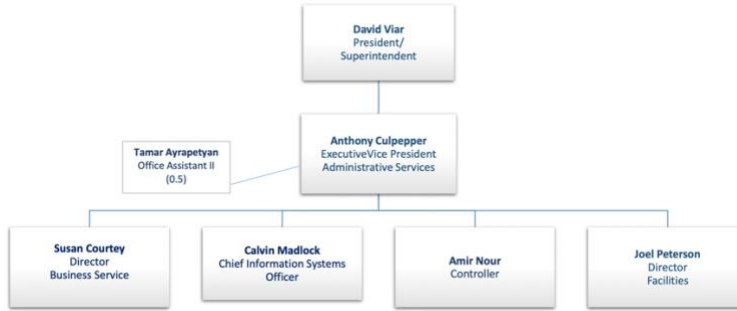 David Viar
President/
Superintendent
Anthony Culpepper
ExecutiveVice President
Administrative Services
Tamar Ayrapetyan
Office Assistant II
(0.5)
Susan Courtey
Director
Business Service
Calvin Madlock
Chief Information Systems
Officer
Amir Nour
Controller
Joel Peterson
Director
Facilities